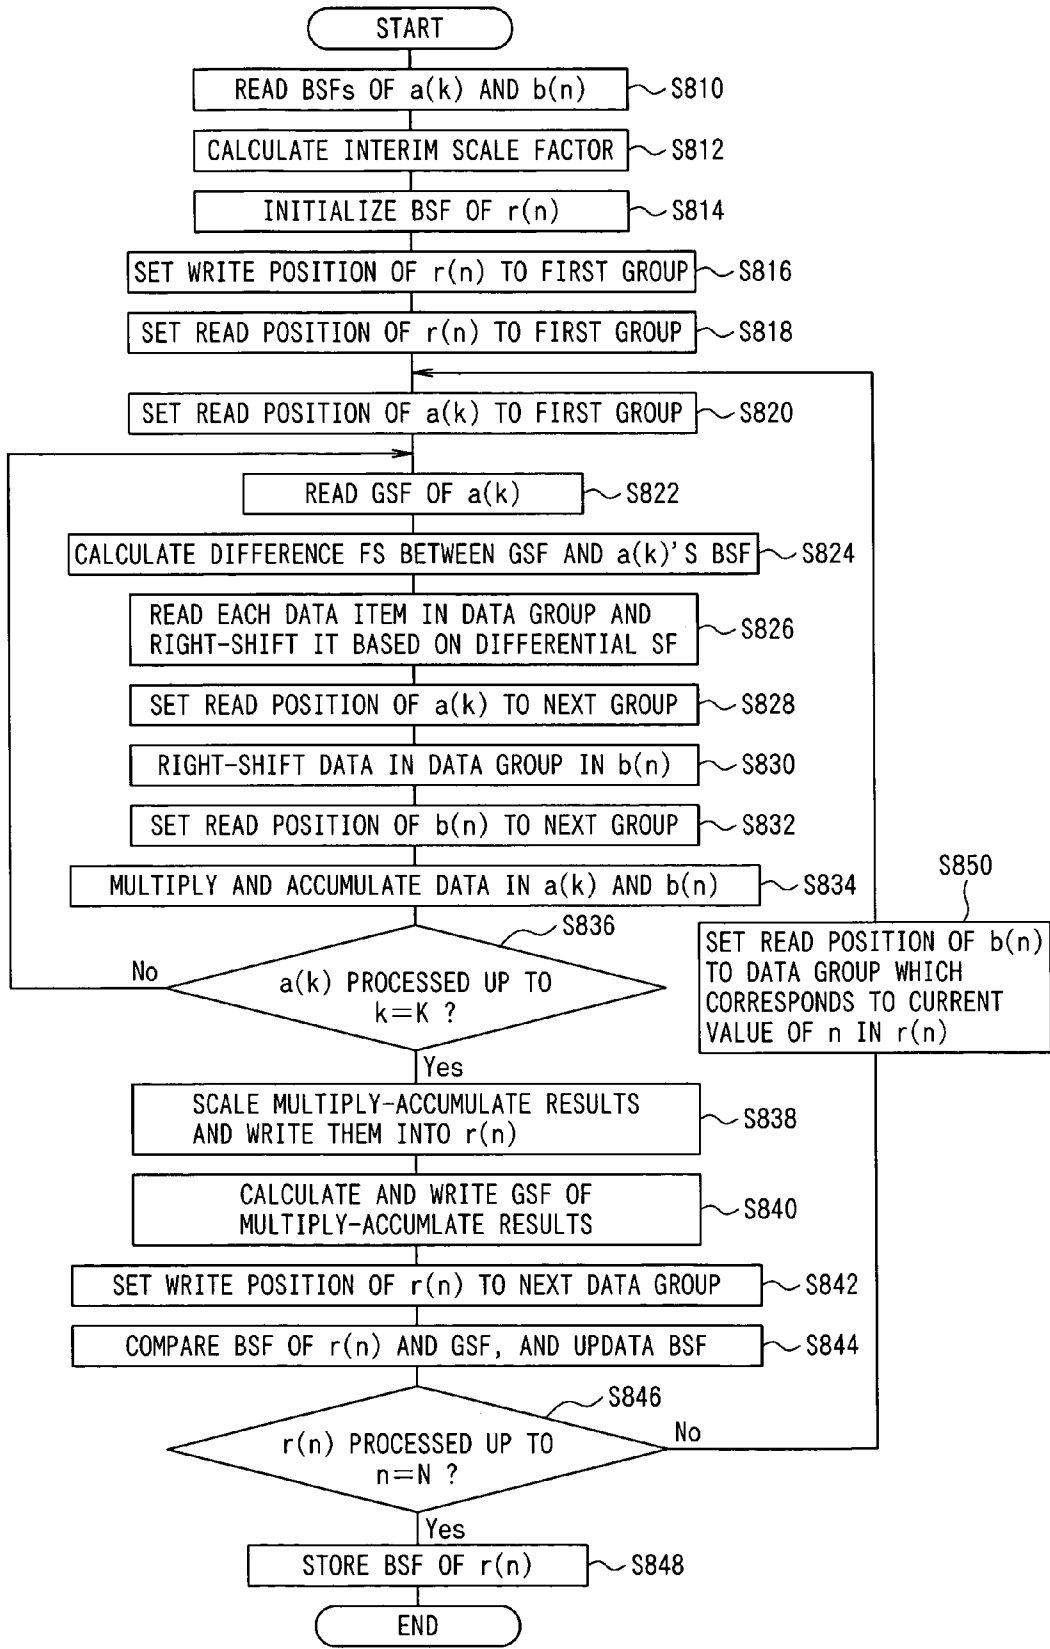 START
READ BSFs OF a(k) AND b(n)
S810
CALCULATE INTERIM SCALE FACTOR
S812
INITIALIZE BSF OF r(n)
S814
SET WRITE POSITION OF r(n) TO FIRST GROUP
S816
SET READ POSITION OF r(n) TO FIRST GROUP
S818
SET READ POSITION OF a(k) TO FIRST GROUP
S820
READ GSF OF a(k)
S822
CALCULATE DIFFERENCE FS BETWEEN GSF AND a(k)'S BSF
S824
READ EACH DATA ITEM IN DATA GROUP AND
RIGHT-SHIFT IT BASED ON DIFFERENTIAL SF
S826
SET READ POSITION OF a(k) TO NEXT GROUP
S828
RIGHT-SHIFT DATA IN DATA GROUP IN b(n)
S830
SET READ POSITION OF b(n) TO NEXT GROUP
S832
MULTIPLY AND ACCUMULATE DATA IN a(k) AND b(n)
S834
S850
SET READ POSITION OF b(n)
TO DATA GROUP WHICH
CORRESPONDS TO CURRENT
VALUE OF n IN r(n)
S836
No
a(k) PROCESSED UP TO
k=K ?
Yes
SCALE MULTIPLY-ACCUMULATE RESULTS
AND WRITE THEM INTO r(n)
S838
CALCULATE AND WRITE GSF OF
MULTIPLY-ACCUMLATE RESULTS
S840
SET WRITE POSITION OF r(n) TO NEXT DATA GROUP
S842
COMPARE BSF OF r(n) AND GSF, AND UPDATA BSF
S844
S846
r(n) PROCESSED UP TO
n=N ?
No
Yes
STORE BSF OF r(n)
S848
END